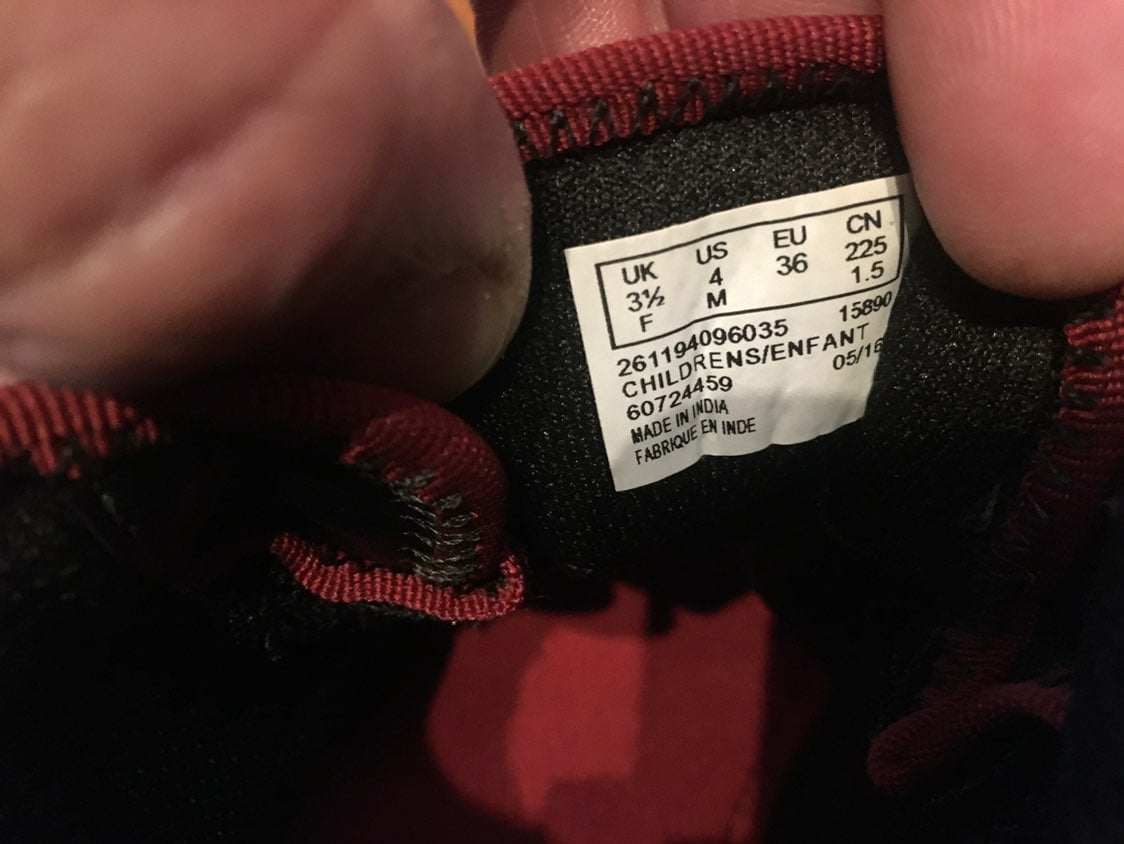 UK US EU CN
3½ 4 36 225
F M 1.5
261194096035 15890
CHILDRENS/ENFANT
60724459 05/16
MADE IN INDIA
FABRIQUE EN INDE